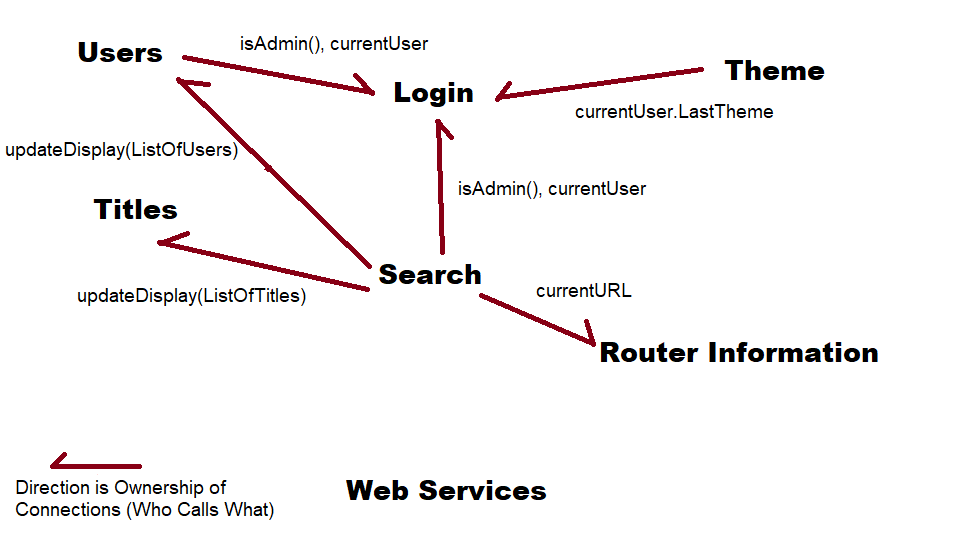 Users
isAdmin(), currentUser
Login
Theme
currentUser.LastTheme
updateDisplay(ListOfUsers)
isAdmin(), currentUser
Titles
Search
updateDisplay(ListOfTitles)
currentURL
Router Information
Direction is Ownership of
Connections (Who Calls What)
Web Services